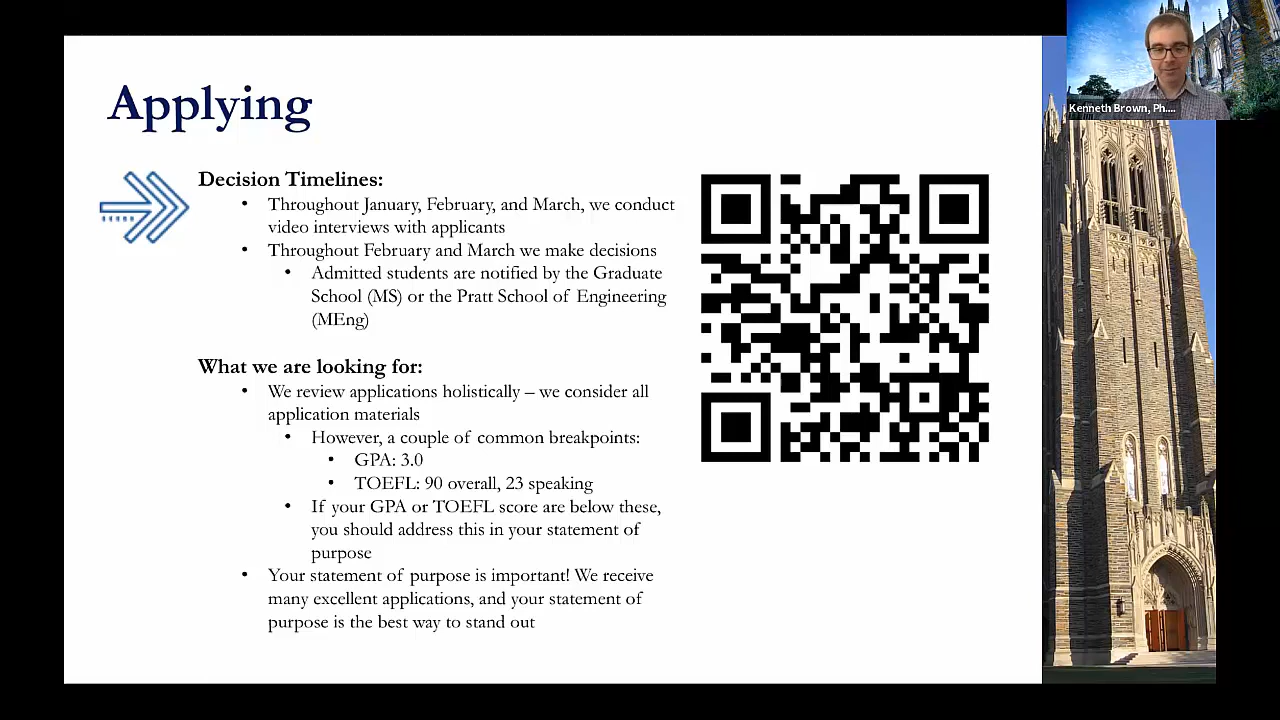 Applying
Kenneth Brown, Ph....
Decision Timelines:
• Throughout January, February, and March, we conduct
video interviews with applicants
• Throughout February and March we make decisions
• Admitted students are notified by the Graduate
School (MS) or the Pratt School of Engineering
(MEng)
What we are looking for:
• We review applications holistically – we consider all
application materials
• However, a couple of common breakpoints:
• GPA: 3.0
• TOEFL: 90 overall, 23 speaking
• If your GPA or TOEFL score are below these,
you should address this in your statement of
purpose
• Your statement of purpose is important! We receive
many excellent applications, and your statement of
purpose is the best way to stand out